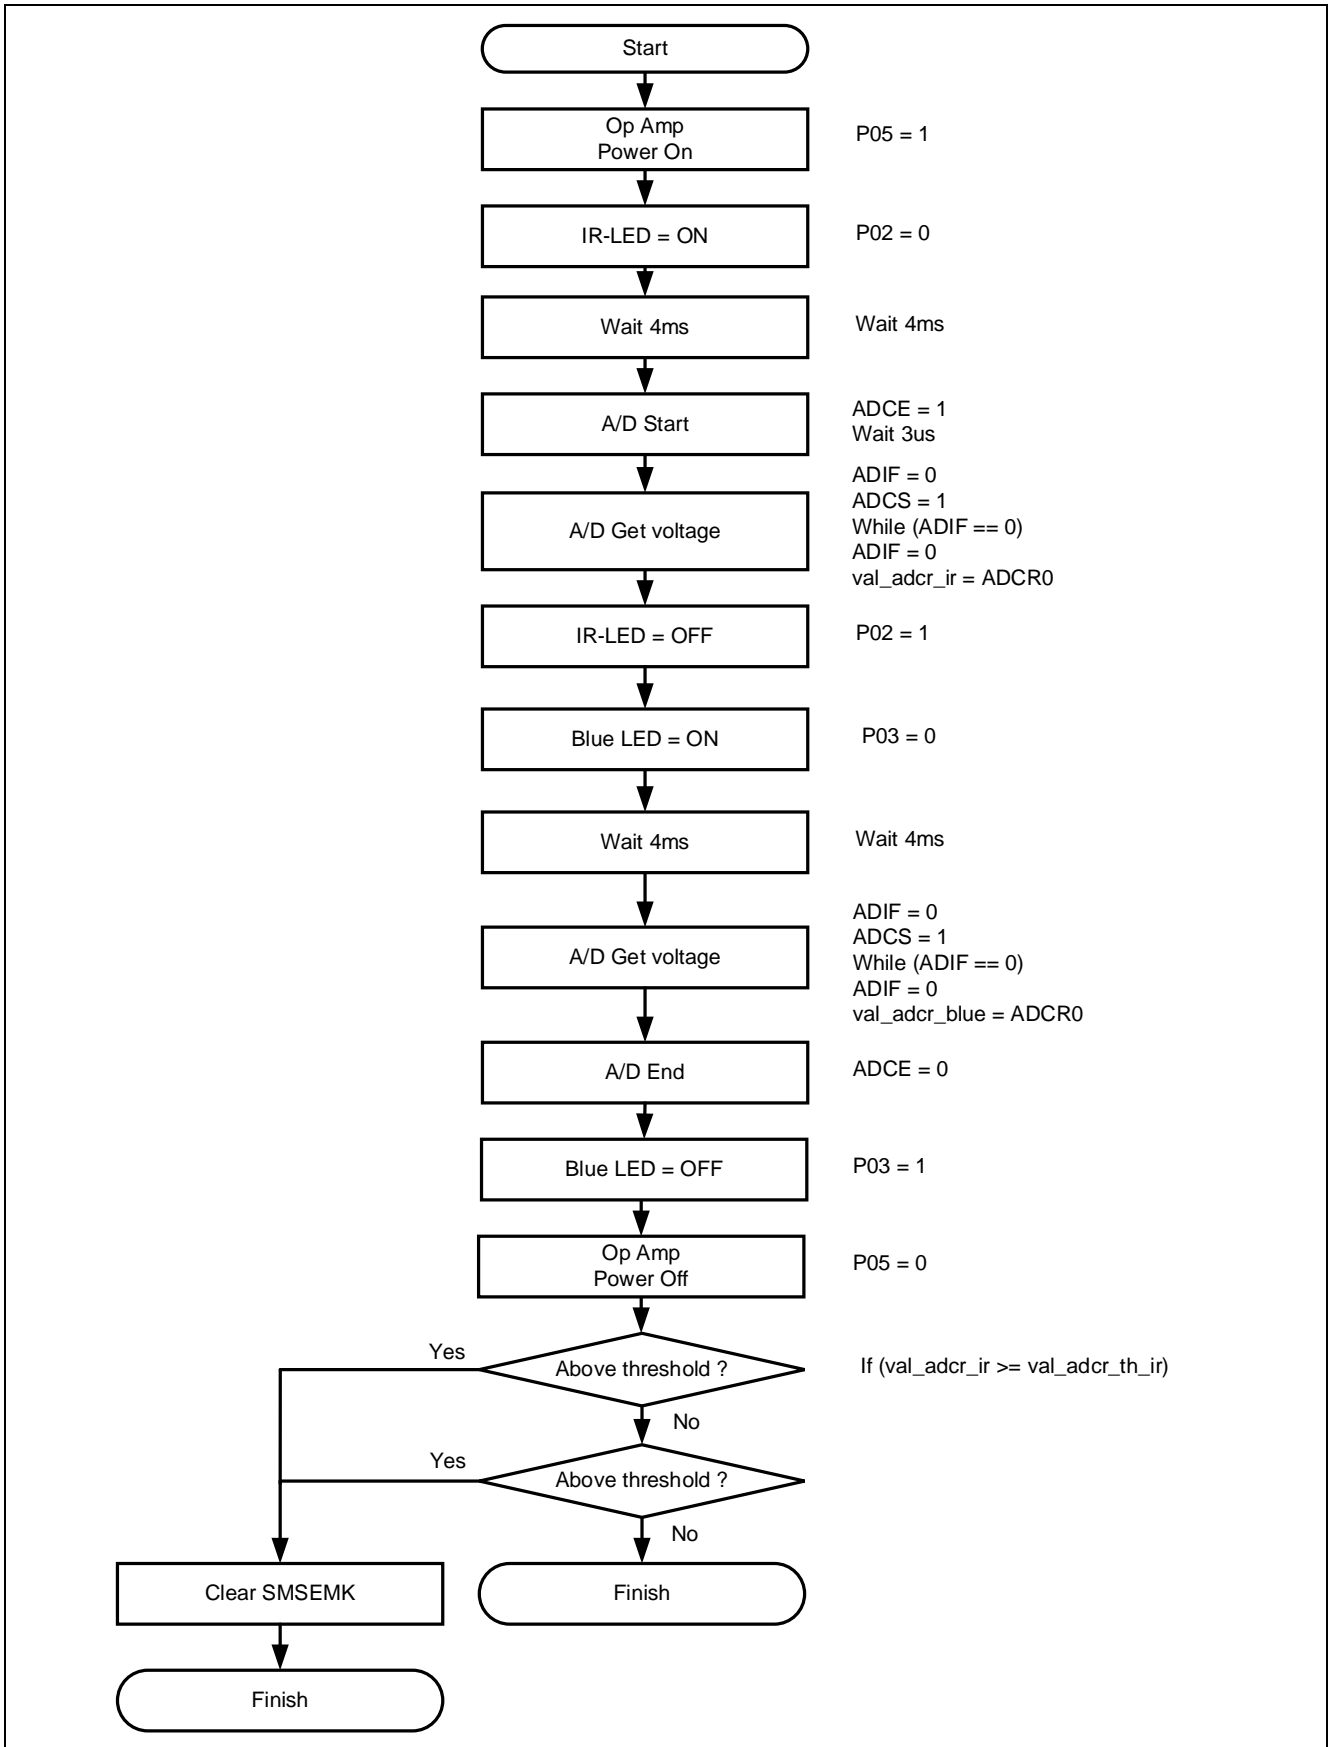 Start
Op Amp
Power On
P05 = 1
IR-LED = ON
P02 = 0
Wait 4ms
Wait 4ms
A/D Start
ADCE = 1
Wait 3us
A/D Get voltage
ADIF = 0
ADCS = 1
While (ADIF == 0)
ADIF = 0
val_adcr_ir = ADCR0
IR-LED = OFF
P02 = 1
Blue LED = ON
P03 = 0
Wait 4ms
Wait 4ms
A/D Get voltage
ADIF = 0
ADCS = 1
While (ADIF == 0)
ADIF = 0
val_adcr_blue = ADCR0
A/D End
ADCE = 0
Blue LED = OFF
P03 = 1
Op Amp
Power Off
P05 = 0
Yes
Above threshold ?
If (val_adcr_ir >= val_adcr_th_ir)
No
Yes
Above threshold ?
No
Clear SMSEMK
Finish
Finish